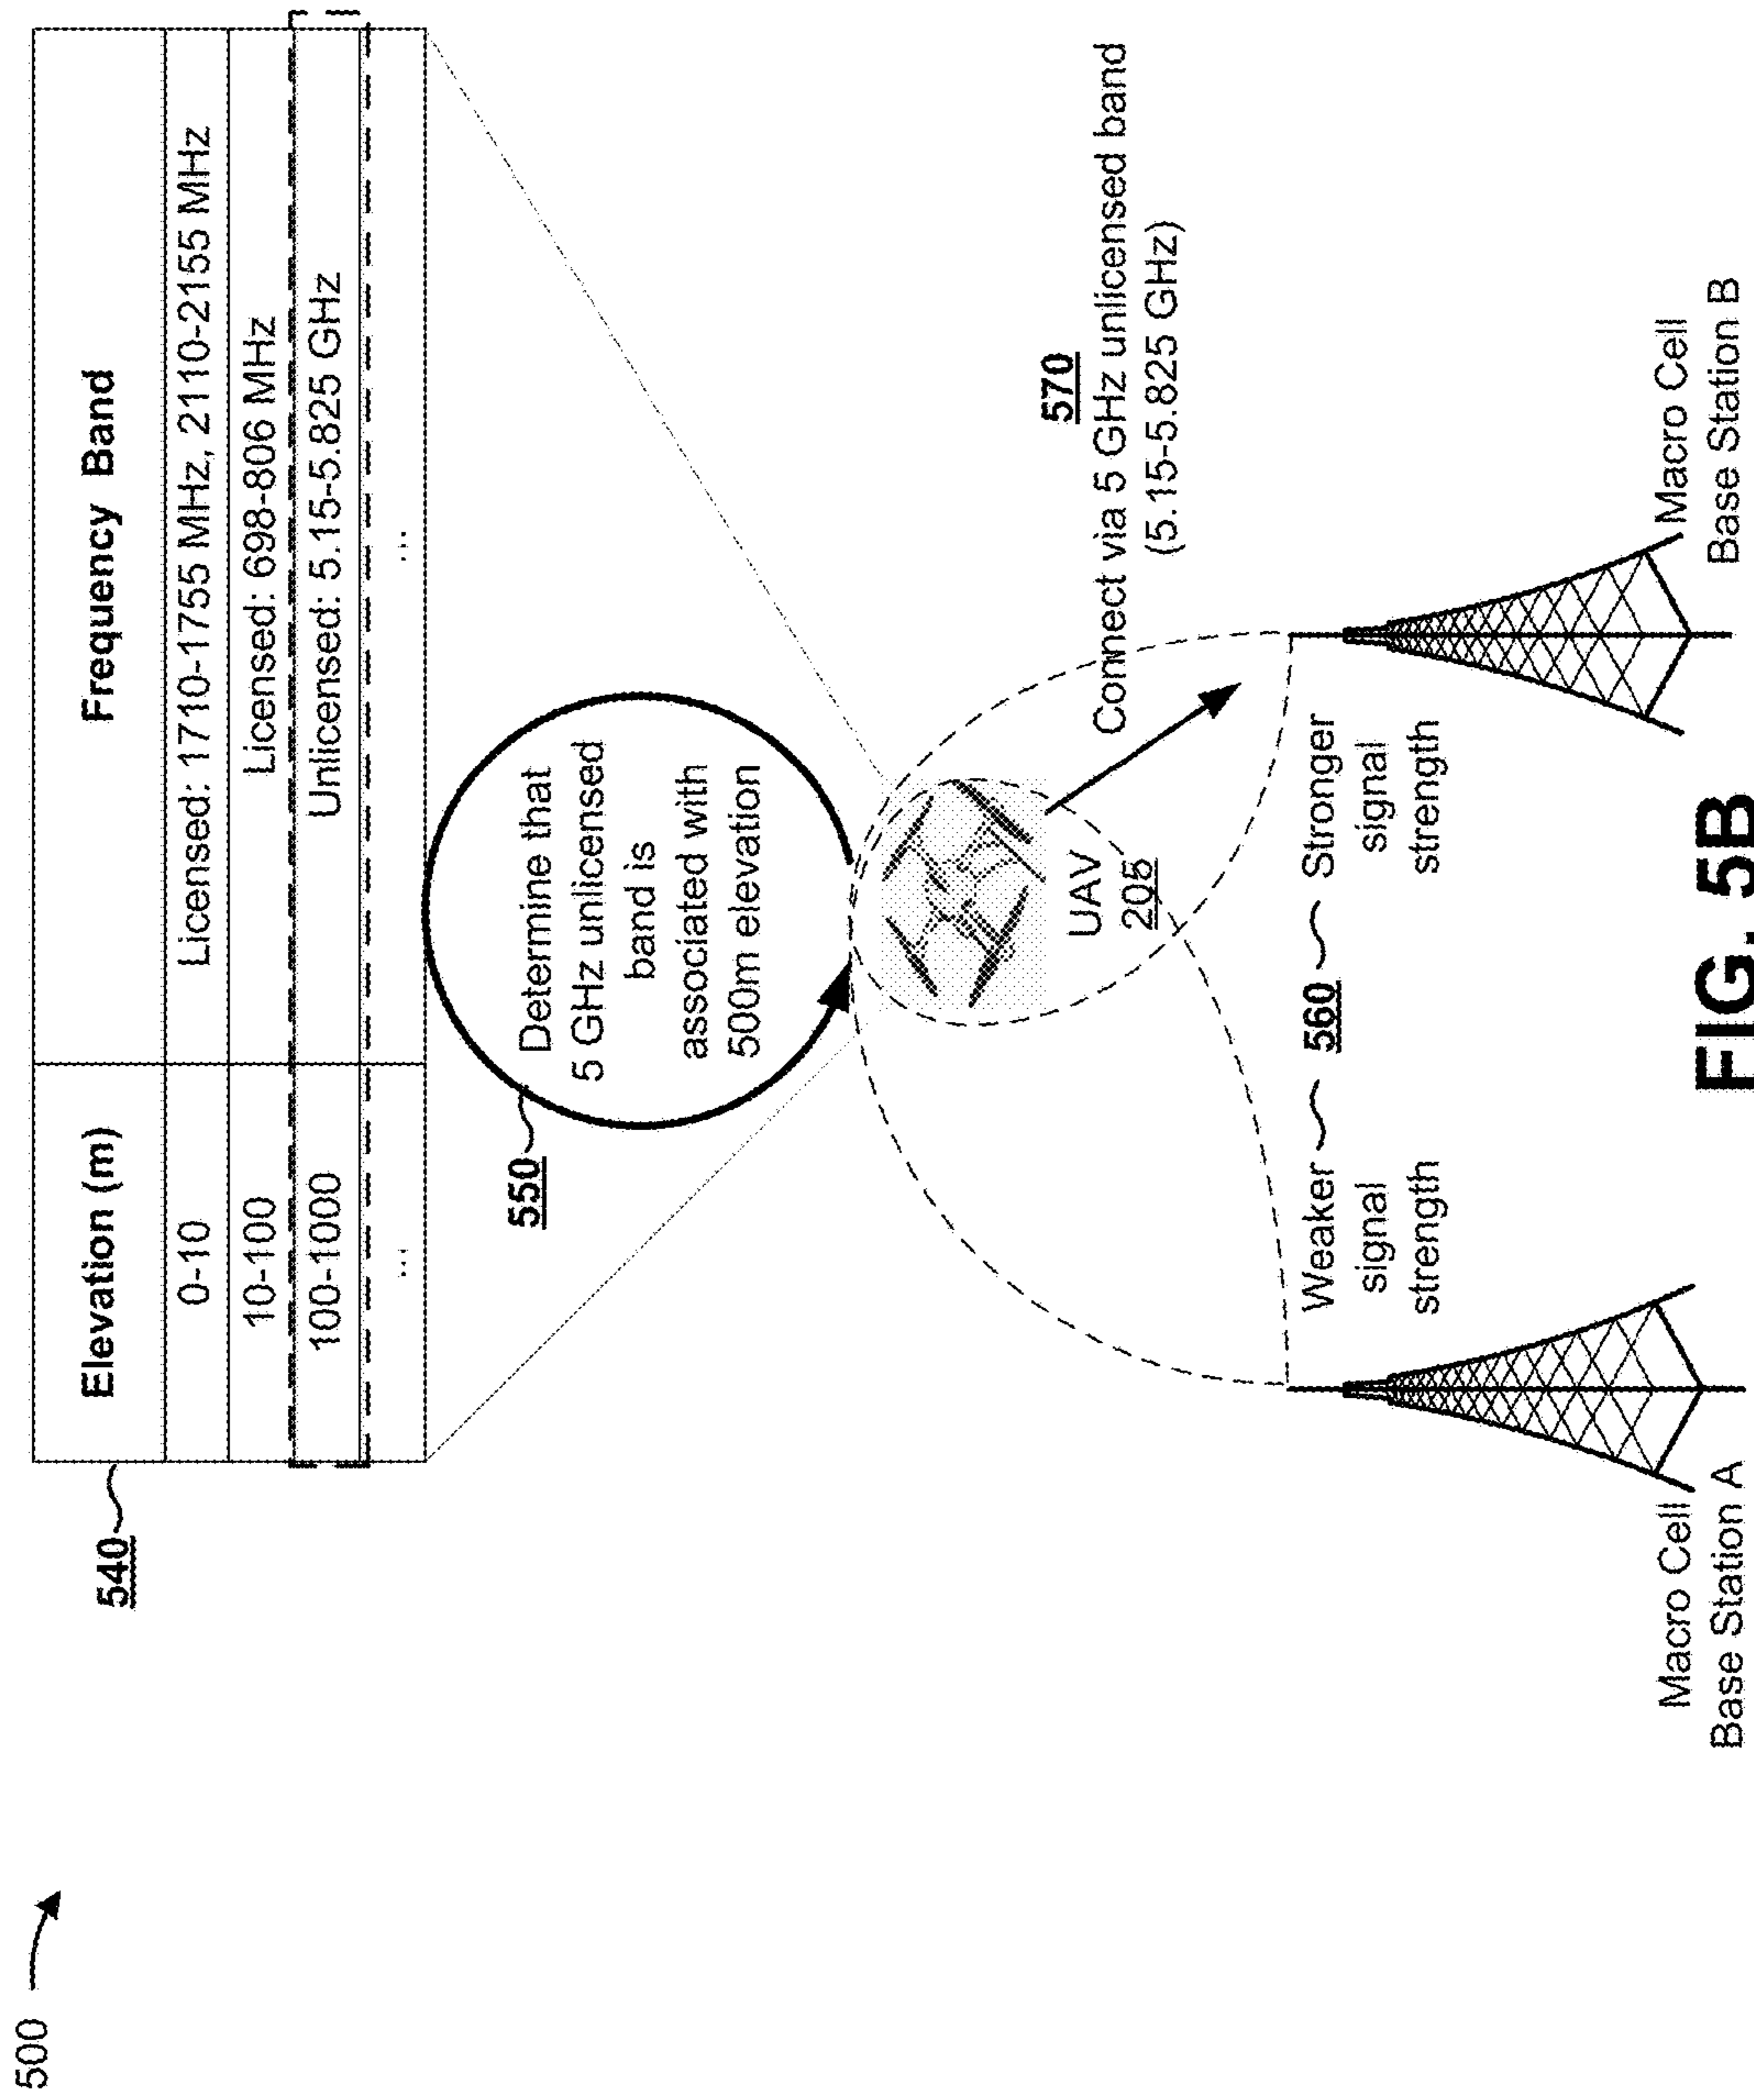 500
540
Elevation (m)
Frequency Band
0-10
Licensed: 1710-1755 MHz, 2110-2155 MHz
10-100
Licensed: 698-806 MHz
100-1000
Unlicensed: 5.15-5.825 GHz
...
...
550
Determine that
5 GHz unlicensed
band is
associated with
500m elevation
UAV
205
570
Connect via 5 GHz unlicensed band
(5.15-5.825 GHz)
Weaker
signal
strength
560
Stronger
signal
strength
Macro Cell
Base Station A
Macro Cell
Base Station B
FIG. 5B